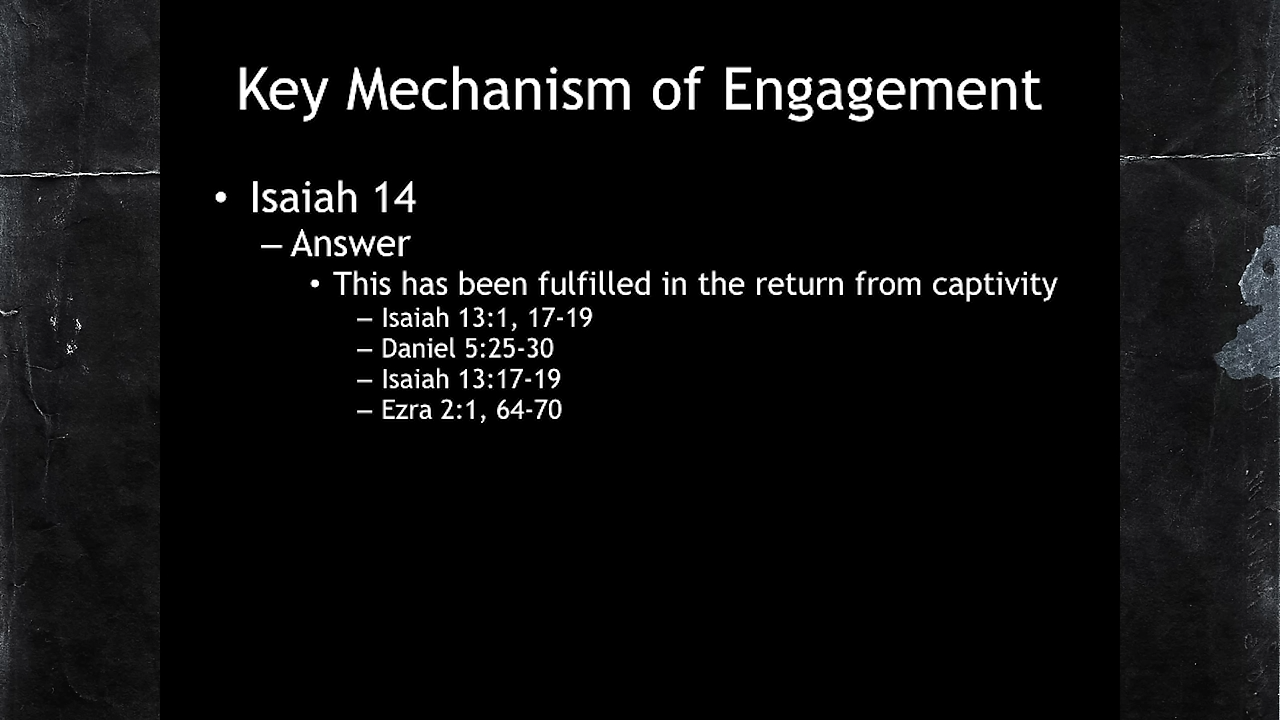 Key Mechanism of Engagement
• Isaiah 14
– Answer
• This has been fulfilled in the return from captivity
– Isaiah 13:1, 17-19
– Daniel 5:25-30
– Isaiah 13:17-19
– Ezra 2:1, 64-70